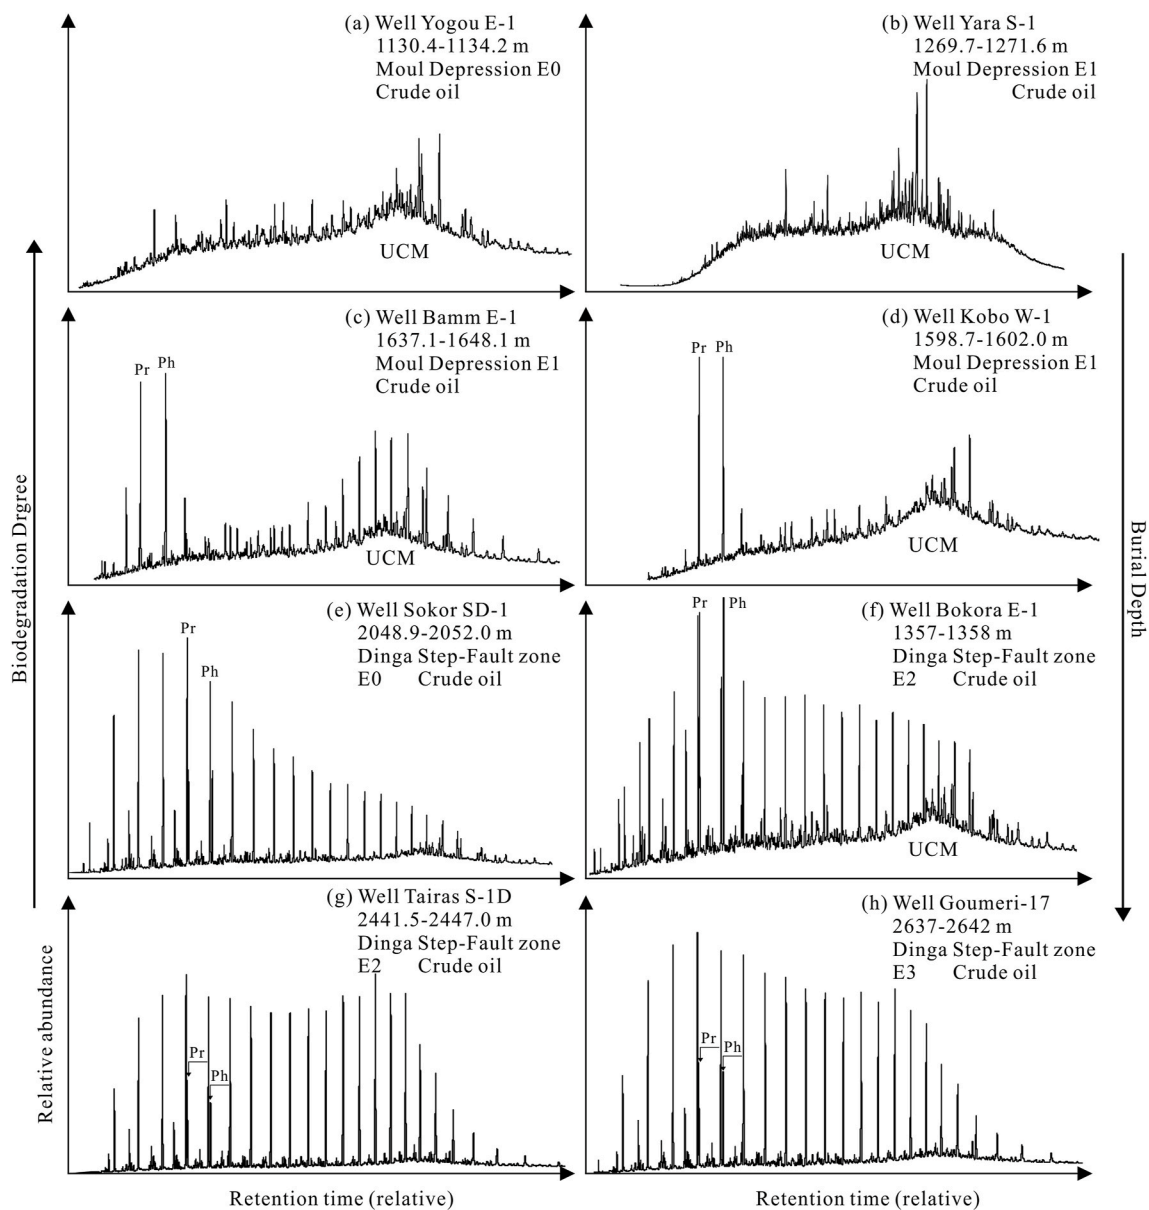 (a) Well Yogou E-1
1130.4-1134.2 m
Moul Depression E0
Crude oil
UCM
(b) Well Yara S-1
1269.7-1271.6 m
Moul Depression E1
Crude oil
UCM
(c) Well Bamm E-1
1637.1-1648.1 m
Moul Depression E1
Crude oil
Pr
Ph
UCM
(d) Well Kobo W-1
1598.7-1602.0 m
Moul Depression E1
Crude oil
Pr
Ph
UCM
(e) Well Sokor SD-1
2048.9-2052.0 m
Dinga Step-Fault zone
E0 Crude oil
Pr
Ph
(f) Well Bokora E-1
1357-1358 m
Dinga Step-Fault zone
E2 Crude oil
Pr
Ph
UCM
(g) Well Tairas S-1D
2441.5-2447.0 m
Dinga Step-Fault zone
E2 Crude oil
Pr
Ph
(h) Well Goumeri-17
2637-2642 m
Dinga Step-Fault zone
E3 Crude oil
Pr
Ph
Biodegradation Drgree
Relative abundance
Burial Depth
Retention time (relative)
Retention time (relative)